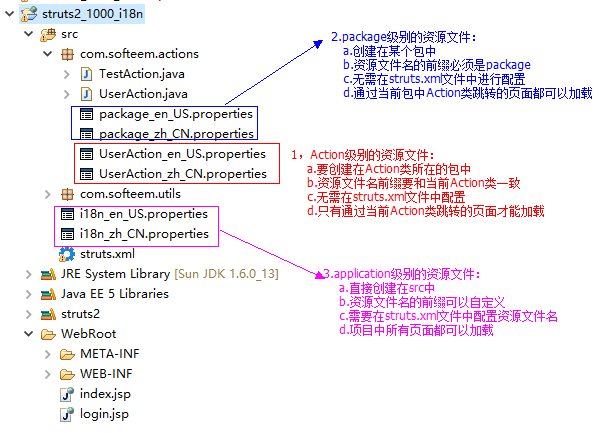 struts2_1000_i18n
src
com.softeem.actions
TestAction.java
UserAction.java
package_en_US.properties
package_zh_CN.properties
UserAction_en_US.properties
UserAction_zh_CN.properties
com.softeem.utils
i18n_en_US.properties
i18n_zh_CN.properties
struts.xml
JRE System Library [Sun JDK 1.6.0_13]
Java EE 5 Libraries
struts2
WebRoot
META-INF
WEB-INF
index.jsp
login.jsp
2.package级别的资源文件：
a.创建在某个包中
b.资源文件名的前缀必须是package
c.无需在struts.xml文件中进行配置
d.通过当前包中Action类跳转的页面都可以加载
1，Action级别的资源文件：
a.要创建在Action类所在的包中
b.资源文件名前缀要和当前Action类一致
c.无需在struts.xml文件中配置
d.只有通过当前Action类跳转的页面才能加载
3.application级别的资源文件：
a.直接创建在src中
b.资源文件名的前缀可以自定义
c.需要在struts.xml文件中配置资源文件名
d.项目中所有页面都可以加载